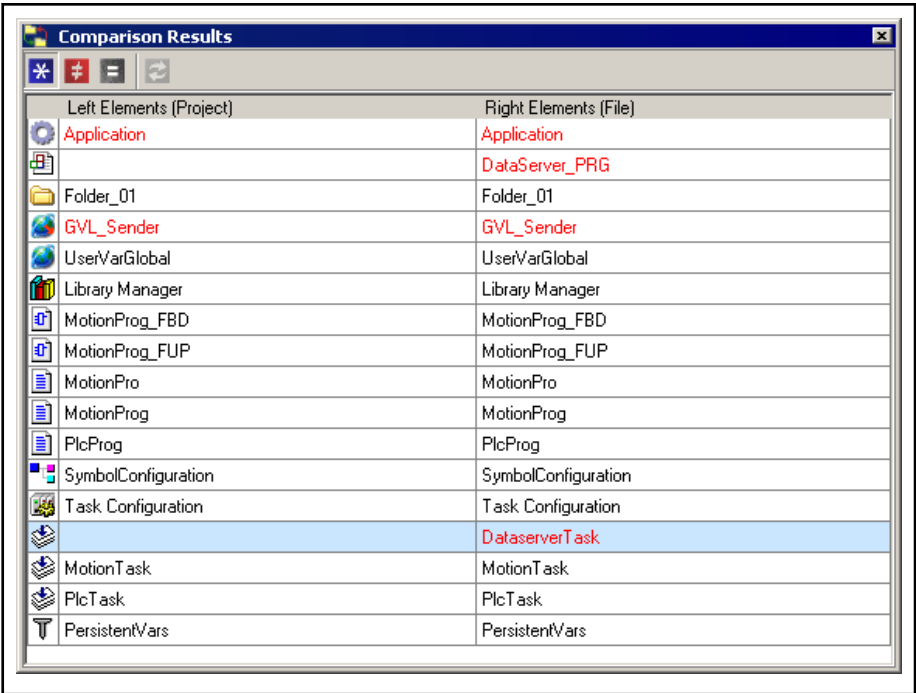 Comparison Results
Left Elements (Project) Right Elements (File)
Application Application
DataServer_PRG
Folder_01 Folder_01
GVL_Sender GVL_Sender
UserVarGlobal UserVarGlobal
Library Manager Library Manager
MotionProg_FBD MotionProg_FBD
MotionProg_FUP MotionProg_FUP
MotionPro MotionPro
MotionProg MotionProg
PlcProg PlcProg
SymbolConfiguration SymbolConfiguration
Task Configuration Task Configuration
DataserverTask
MotionTask MotionTask
PlcTask PlcTask
PersistentVars PersistentVars